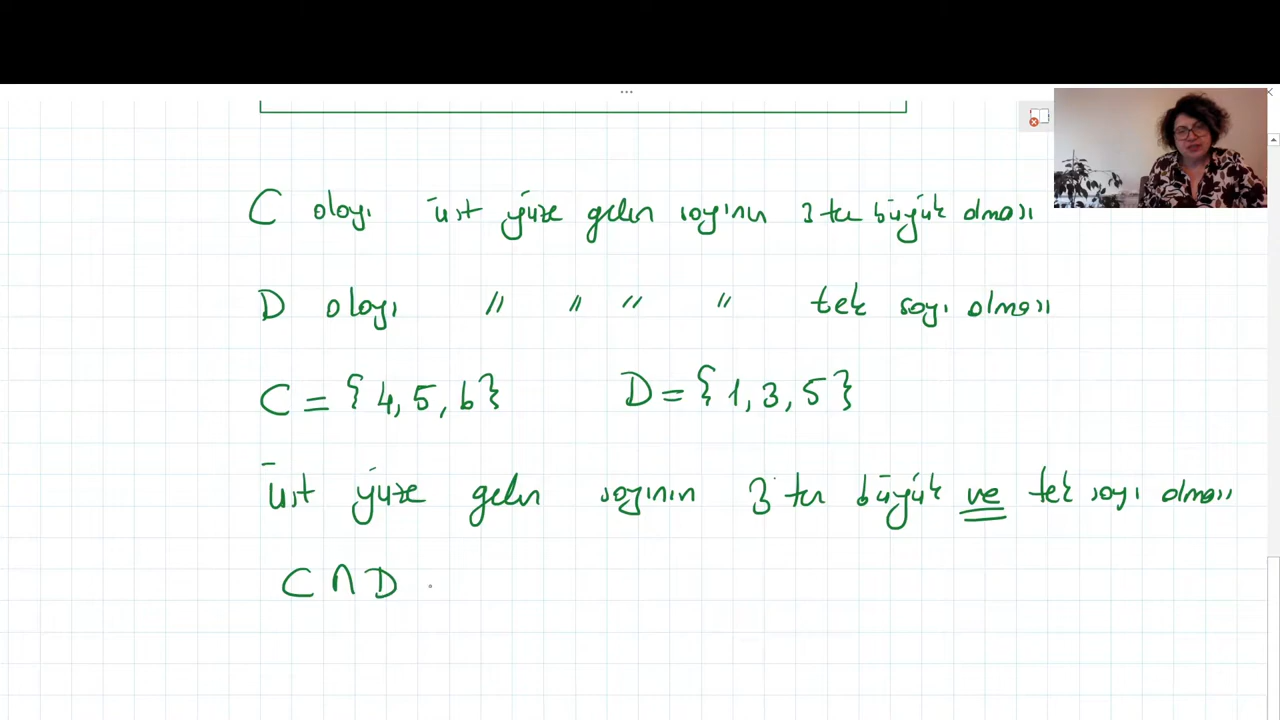 C olayı üst yüze gelen sayının 3 ten büyük olması
D olayı " " " " tek sayı olması
C = {4, 5, 6} D = {1, 3, 5}
üst yüze gelen sayının 3 ten büyük ve tek sayı olması
C ∩ D